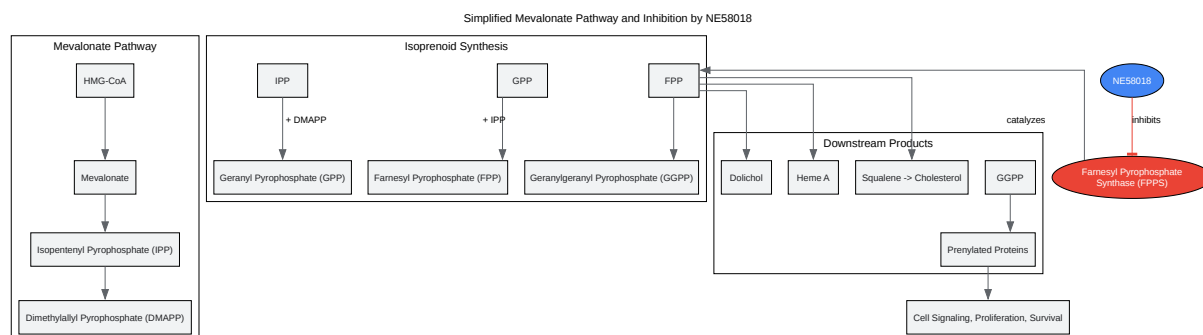 Simplified Mevalonate Pathway and Inhibition by NE58018
Mevalonate Pathway
HMG-CoA
Mevalonate
Isopentenyl Pyrophosphate (IPP)
Dimethylallyl Pyrophosphate (DMAPP)
Isoprenoid Synthesis
IPP
GPP
FPP
+ DMAPP
+ IPP
Geranyl Pyrophosphate (GPP)
Farnesyl Pyrophosphate (FPP)
Geranylgeranyl Pyrophosphate (GGPP)
Downstream Products
Dolichol
Heme A
Squalene -> Cholesterol
GGPP
Prenylated Proteins
Cell Signaling, Proliferation, Survival
NE58018
catalyzes
inhibits
Farnesyl Pyrophosphate
Synthase (FPPS)